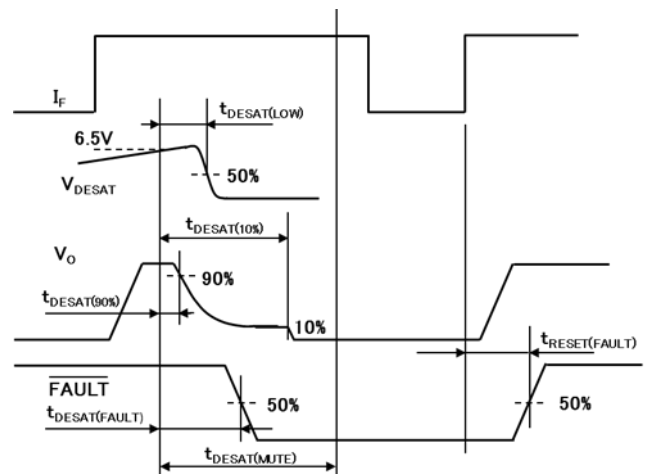 I_F
t_DESAT(LOW)
6.5V
50%
V_DESAT
t_DESAT(10%)
V_O
90%
t_DESAT(90%)
10%
t_RESET(FAULT)
FAULT
50%
50%
t_DESAT(FAULT)
t_DESAT(MUTE)